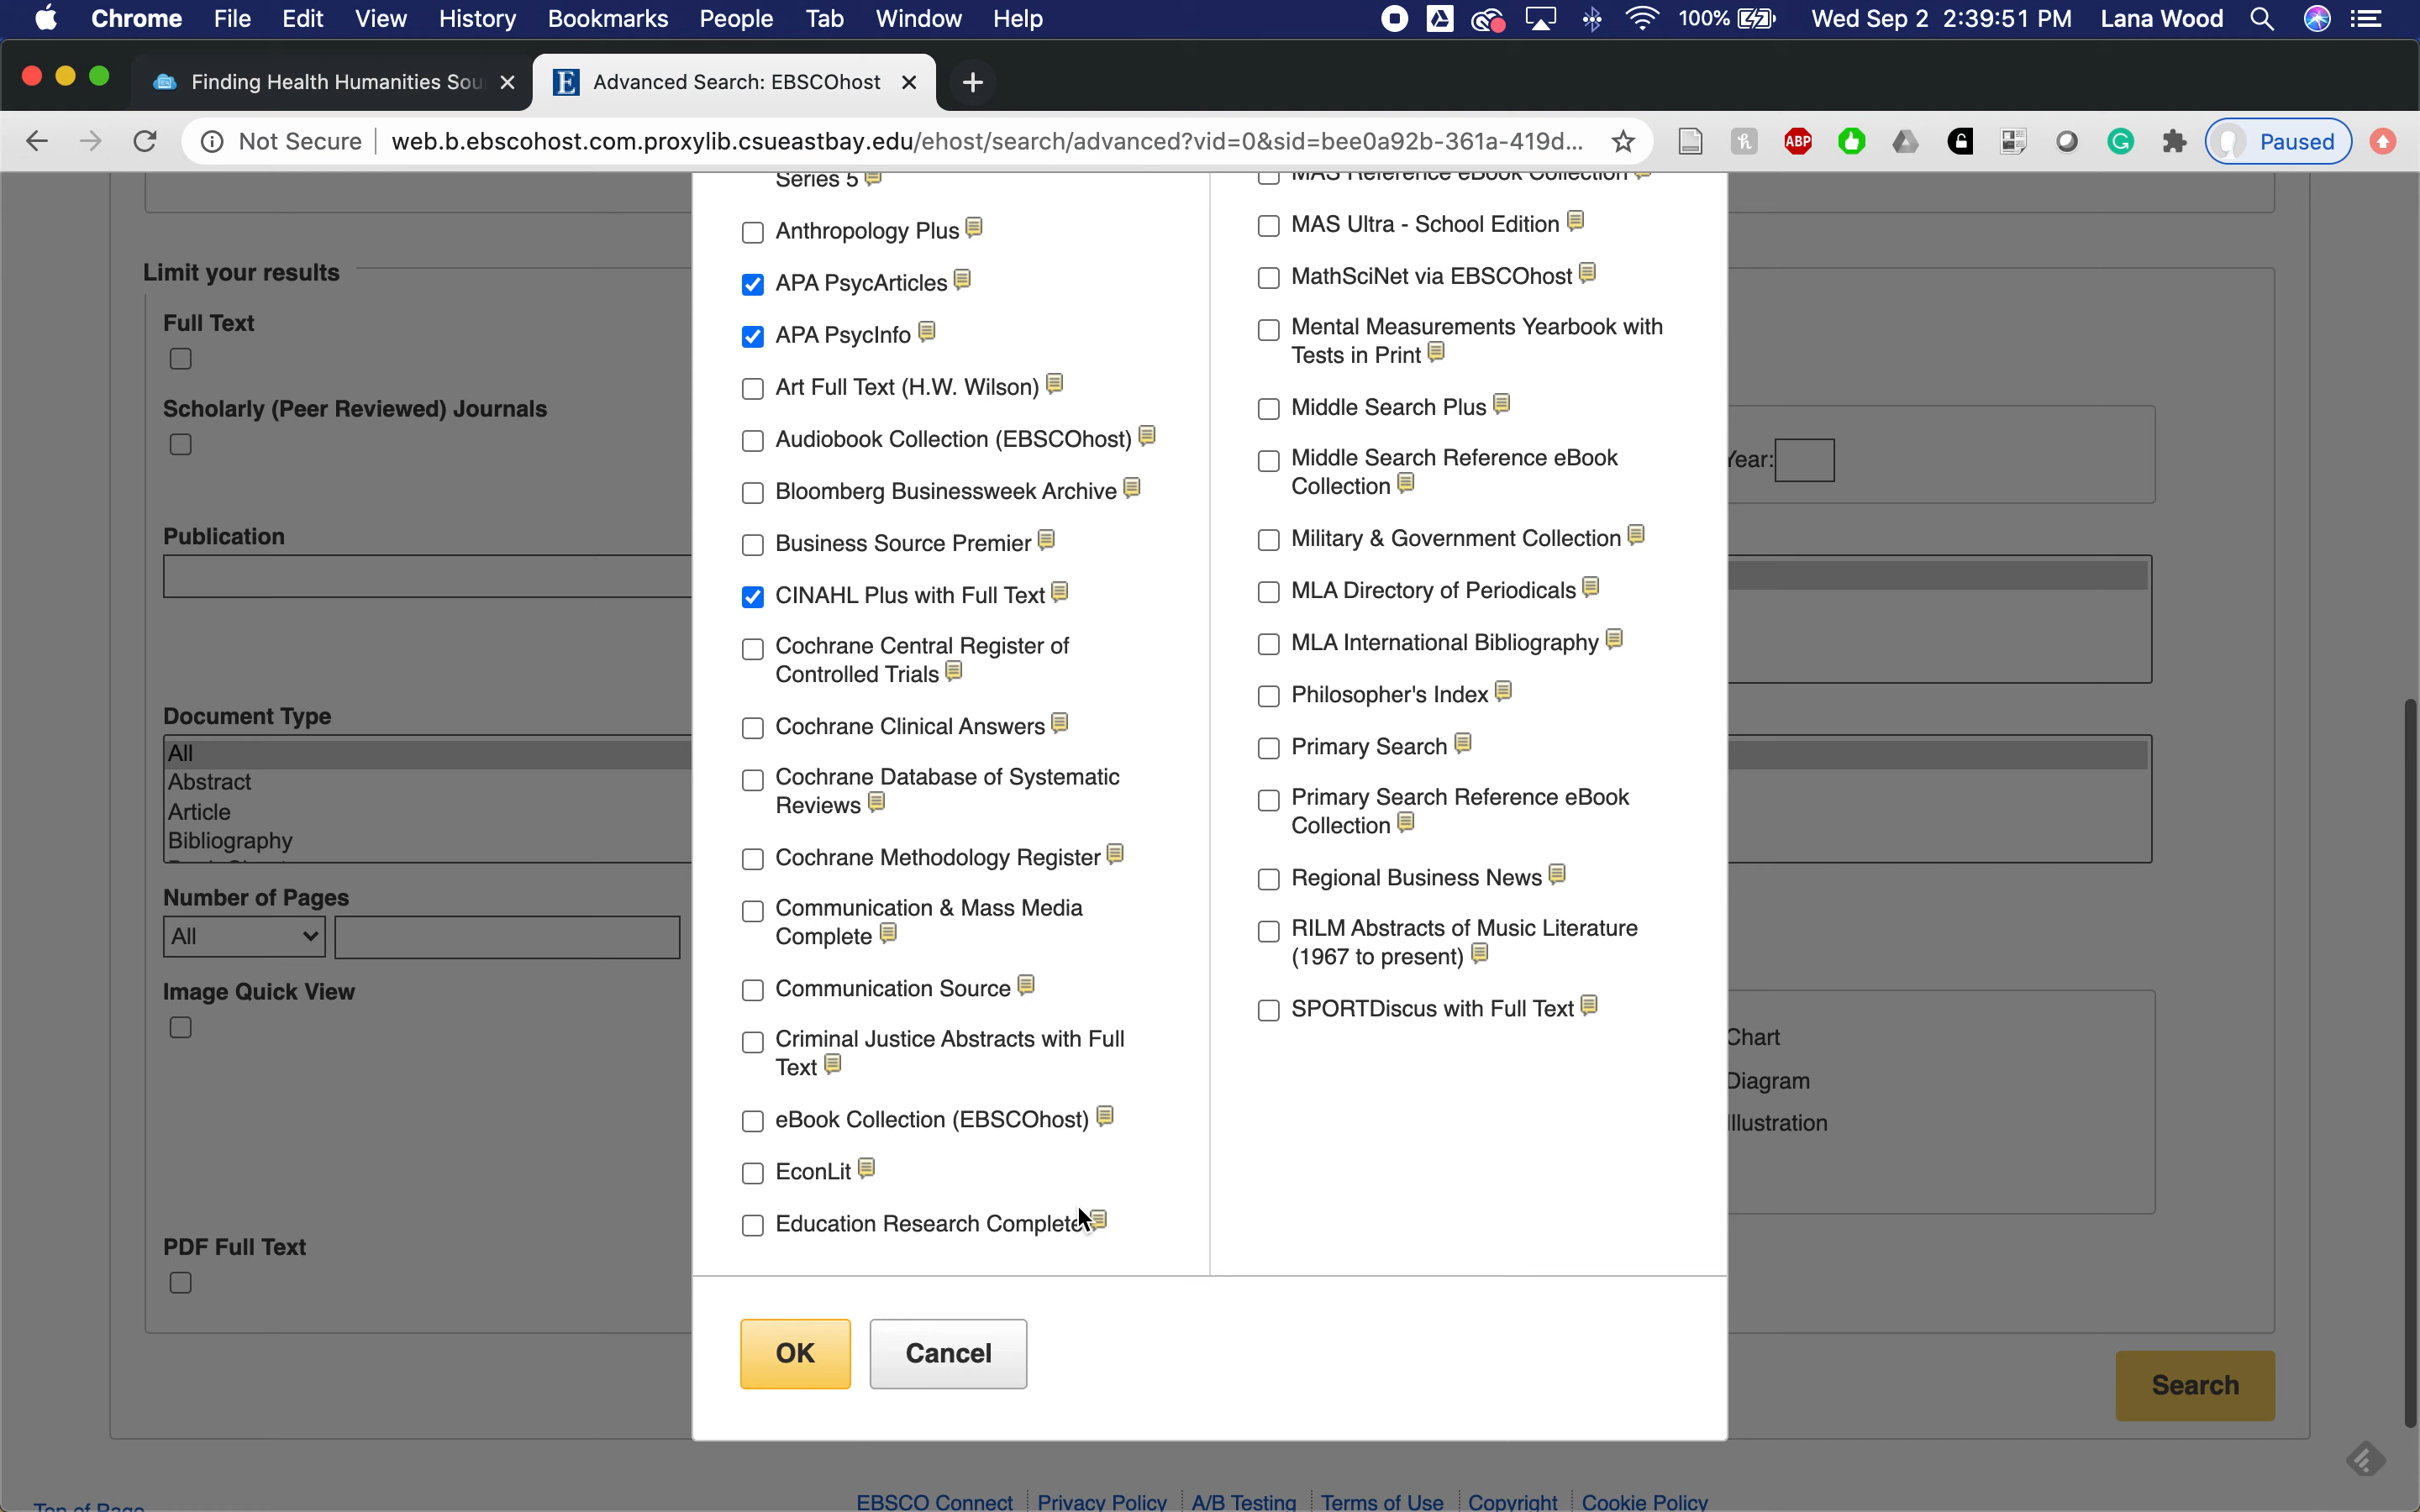 Chrome File Edit View History Bookmarks People Tab Window Help 100% Wed Sep 2 2:39:51 PM Lana Wood
Finding Health Humanities Sou
Advanced Search: EBSCOhost
Not Secure web.b.ebscohost.com.proxylib.csueastbay.edu/ehost/search/advanced?vid=0&sid=bee0a92b-361a-419d... ABP Paused
Limit your results
Full Text
Scholarly (Peer Reviewed) Journals
Publication
Document Type
All
Abstract
Article
Bibliography
Number of Pages
All
Image Quick View
PDF Full Text
Series 5
Anthropology Plus
APA PsycArticles
APA PsycInfo
Art Full Text (H.W. Wilson)
Audiobook Collection (EBSCOhost)
Bloomberg Businessweek Archive
Business Source Premier
CINAHL Plus with Full Text
Cochrane Central Register of
Controlled Trials
Cochrane Clinical Answers
Cochrane Database of Systematic
Reviews
Cochrane Methodology Register
Communication & Mass Media
Complete
Communication Source
Criminal Justice Abstracts with Full
Text
eBook Collection (EBSCOhost)
EconLit
Education Research Complete
MAS Reference eBook Collection
MAS Ultra - School Edition
MathSciNet via EBSCOhost
Mental Measurements Yearbook with
Tests in Print
Middle Search Plus
Middle Search Reference eBook
Collection
Military & Government Collection
MLA Directory of Periodicals
MLA International Bibliography
Philosopher's Index
Primary Search
Primary Search Reference eBook
Collection
Regional Business News
RILM Abstracts of Music Literature
(1967 to present)
SPORTDiscus with Full Text
OK Cancel
Year:
Chart
Diagram
Illustration
Search
Top of Page
EBSCO Connect Privacy Policy A/B Testing Terms of Use Copyright Cookie Policy